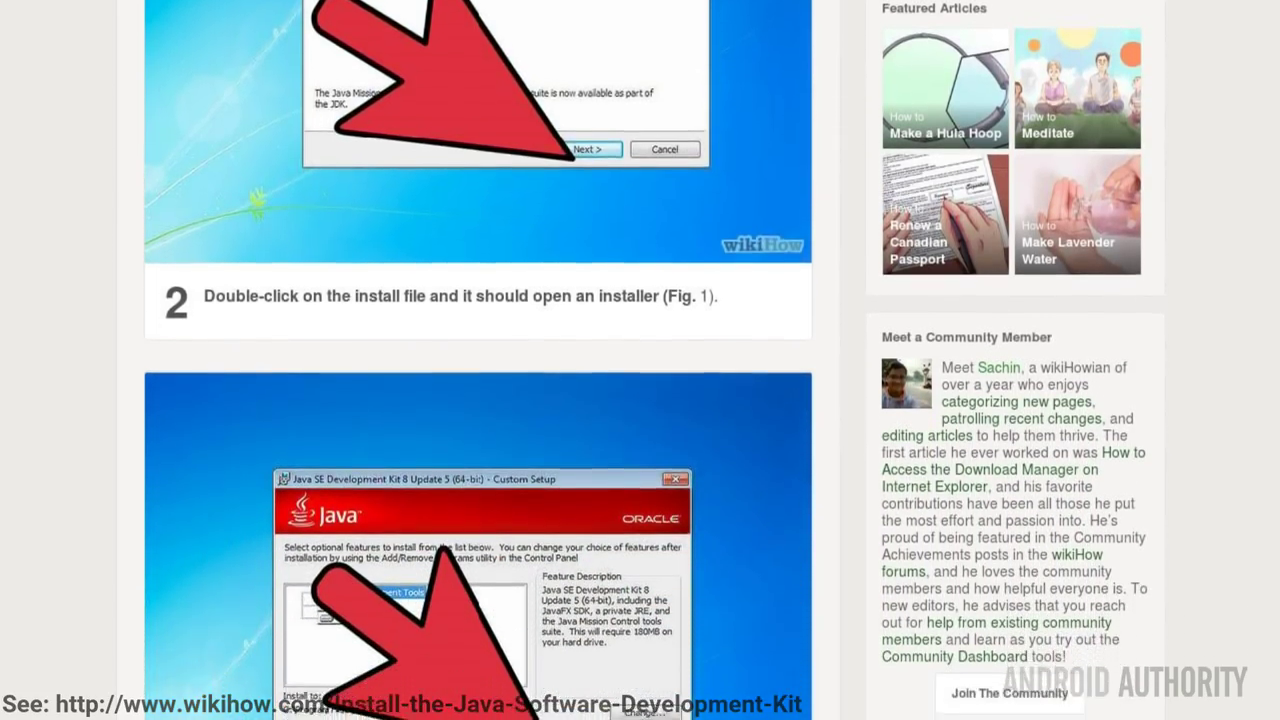 The Java Missio
suite is now available as part of
the JDK.
Next >
Cancel
wikiHow
2
Double-click on the install file and it should open an installer (Fig. 1).
Java SE Development Kit 8 Update 5 (64-bit) - Custom Setup
Java
ORACLE
Select optional features to install from the list below. You can change your choice of features after
installation by using the Add/Remove Programs utility in the Control Panel
ment Tools
Feature Description
Java SE Development Kit 8
Update 5 (64-bit), including the
JavaFX SDK, a private JRE, and
the Java Mission Control tools
suite. This will require 180MB on
your hard drive.
Install to:
Change...
See: http://www.wikihow.com/Install-the-Java-Software-Development-Kit
Featured Articles
How to
Make a Hula Hoop
How to
Meditate
How to
Renew a
Canadian
Passport
How to
Make Lavender
Water
Meet a Community Member
Meet Sachin, a wikiHowian of
over a year who enjoys
categorizing new pages,
patrolling recent changes, and
editing articles to help them thrive. The
first article he ever worked on was How to
Access the Download Manager on
Internet Explorer, and his favorite
contributions have been all those he put
the most effort and passion into. He's
proud of being featured in the Community
Achievements posts in the wikiHow
forums, and he loves the community
members and how helpful everyone is. To
new editors, he advises that you reach
out for help from existing community
members and learn as you try out the
Community Dashboard tools!
Join The Community
ANDROID AUTHORITY